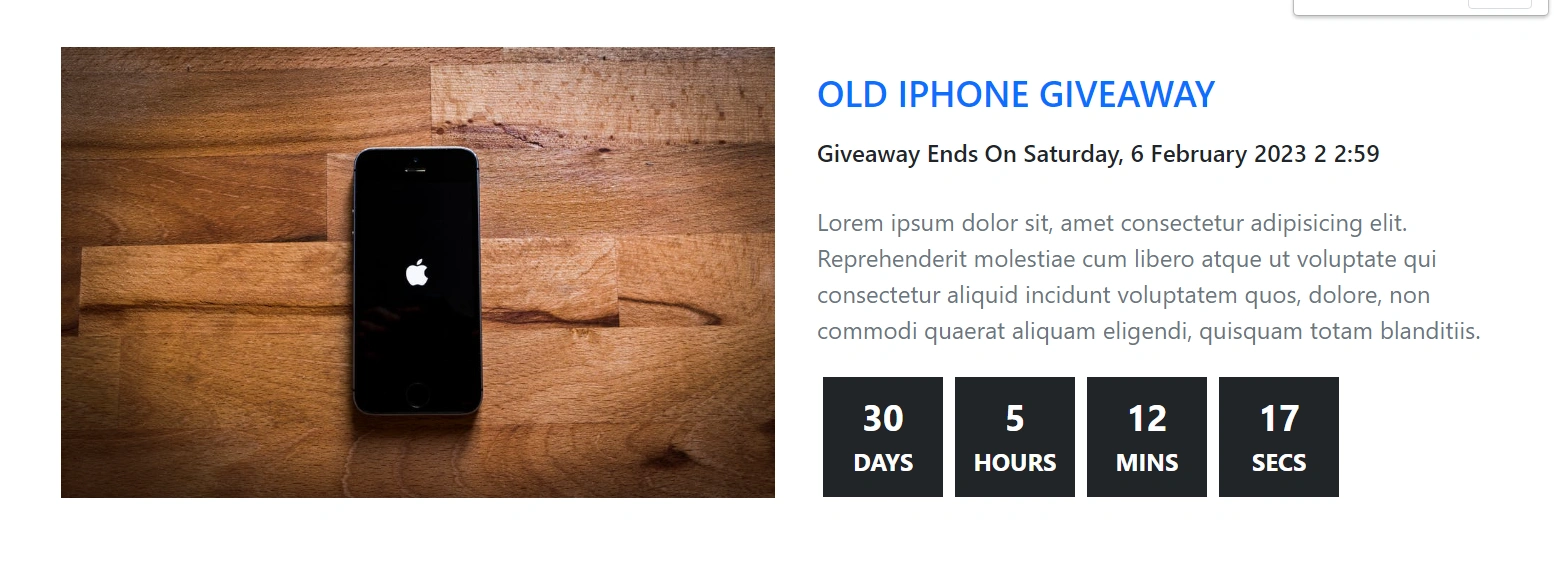 OLD IPHONE GIVEAWAY
Giveaway Ends On Saturday, 6 February 2023 2 2:59
Lorem ipsum dolor sit, amet consectetur adipisicing elit.
Reprehenderit molestiae cum libero atque ut voluptate qui
consectetur aliquid incidunt voluptatem quos, dolore, non
commodi quaerat aliquam eligendi, quisquam totam blanditiis.
30 5 12 17
DAYS HOURS MINS SECS